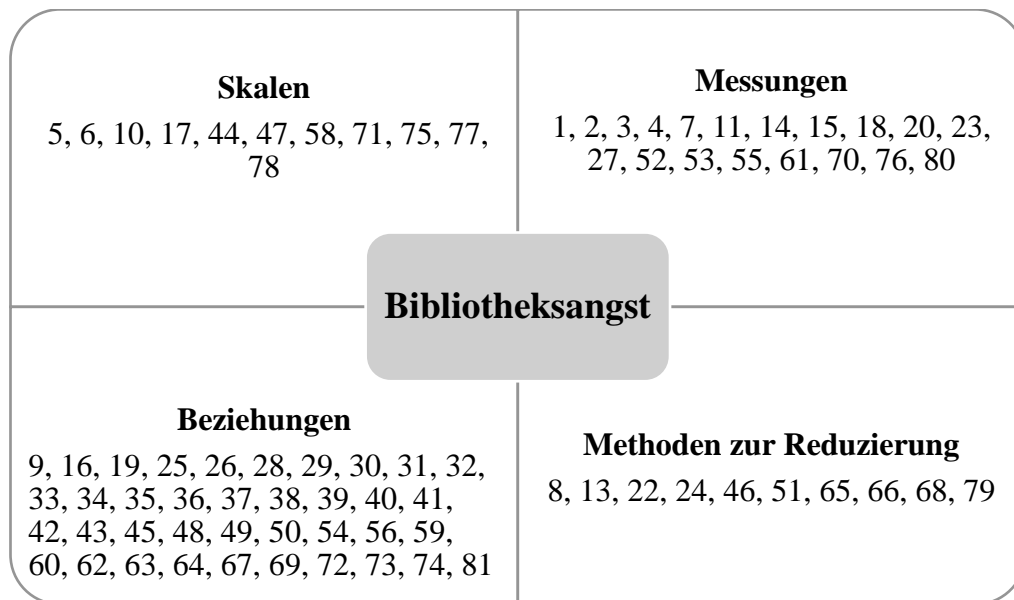 Skalen
5, 6, 10, 17, 44, 47, 58, 71, 75, 77,
78
Messungen
1, 2, 3, 4, 7, 11, 14, 15, 18, 20, 23,
27, 52, 53, 55, 61, 70, 76, 80
Bibliotheksangst
Beziehungen
9, 16, 19, 25, 26, 28, 29, 30, 31, 32,
33, 34, 35, 36, 37, 38, 39, 40, 41,
42, 43, 45, 48, 49, 50, 54, 56, 59,
60, 62, 63, 64, 67, 69, 72, 73, 74, 81
Methoden zur Reduzierung
8, 13, 22, 24, 46, 51, 65, 66, 68, 79